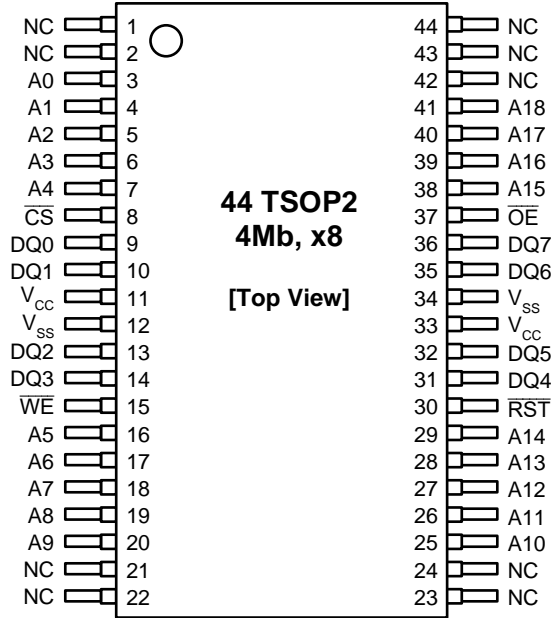 NC 1 44 NC
NC 2 43 NC
A0 3 42 NC
A1 4 41 A18
A2 5 40 A17
A3 6 39 A16
A4 7 38 A15
C̅S̅ 8 37 O̅E̅
DQ0 9 36 DQ7
DQ1 10 35 DQ6
VCC 11 34 VSS
VSS 12 33 VCC
DQ2 13 32 DQ5
DQ3 14 31 DQ4
W̅E̅ 15 30 R̅S̅T̅
A5 16 29 A14
A6 17 28 A13
A7 18 27 A12
A8 19 26 A11
A9 20 25 A10
NC 21 24 NC
NC 22 23 NC
44 TSOP2
4Mb, x8
[Top View]